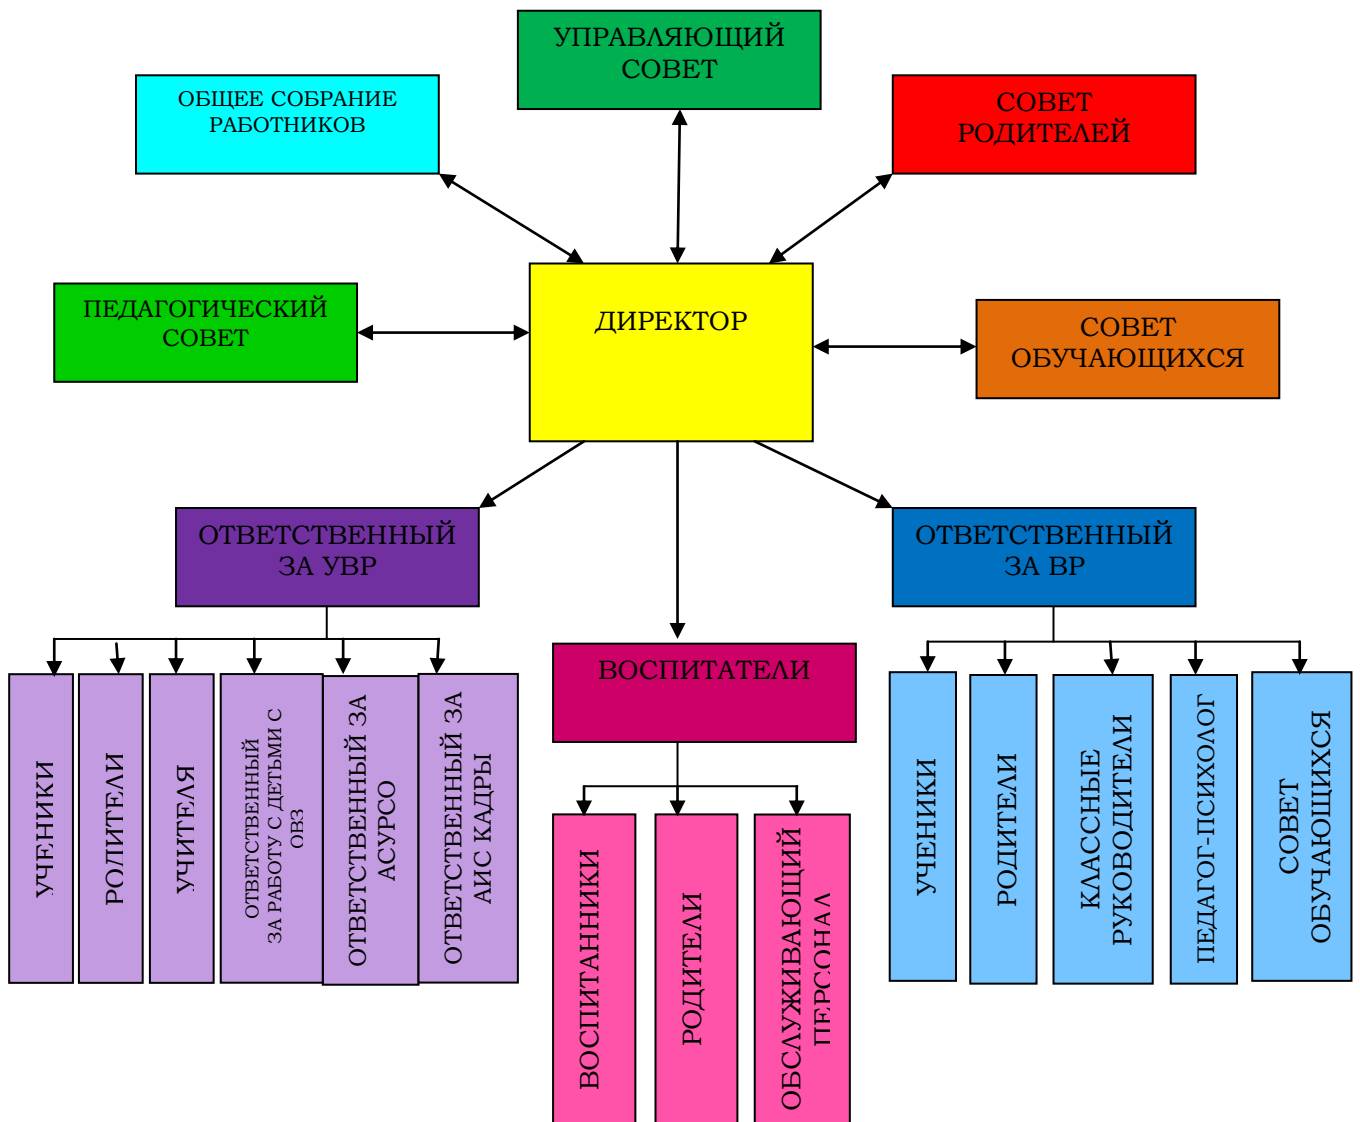 УПРАВЛЯЮЩИЙ
СОВЕТ
ОБЩЕЕ СОБРАНИЕ
РАБОТНИКОВ
СОВЕТ
РОДИТЕЛЕЙ
ПЕДАГОГИЧЕСКИЙ
СОВЕТ
ДИРЕКТОР
СОВЕТ
ОБУЧАЮЩИХСЯ
ОТВЕТСТВЕННЫЙ
ЗА УВР
ОТВЕТСТВЕННЫЙ
ЗА ВР
ВОСПИТАТЕЛИ
УЧЕНИКИ
РОДИТЕЛИ
УЧИТЕЛЯ
ОТВЕТСТВЕННЫЙ
ЗА РАБОТУ С ДЕТЬМИ С
ОВЗ
ОТВЕТСТВЕННЫЙ ЗА
АСУРСО
ОТВЕТСТВЕННЫЙ ЗА
АИС КАДРЫ
ВОСПИТАННИКИ
РОДИТЕЛИ
ОБСЛУЖИВАЮЩИЙ
ПЕРСОНАЛ
УЧЕНИКИ
РОДИТЕЛИ
КЛАССНЫЕ
РУКОВОДИТЕЛИ
ПЕДАГОГ-ПСИХОЛОГ
СОВЕТ
ОБУЧАЮЩИХСЯ